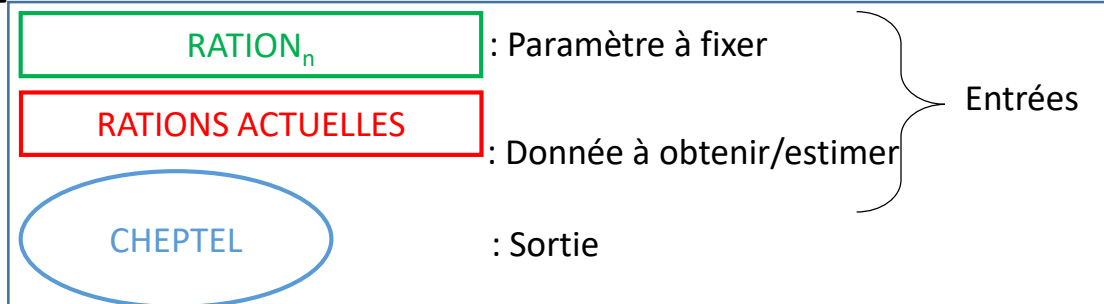 RATIONn : Paramètre à fixer
Entrées
RATIONS ACTUELLES
: Donnée à obtenir/estimer
CHEPTEL : Sortie